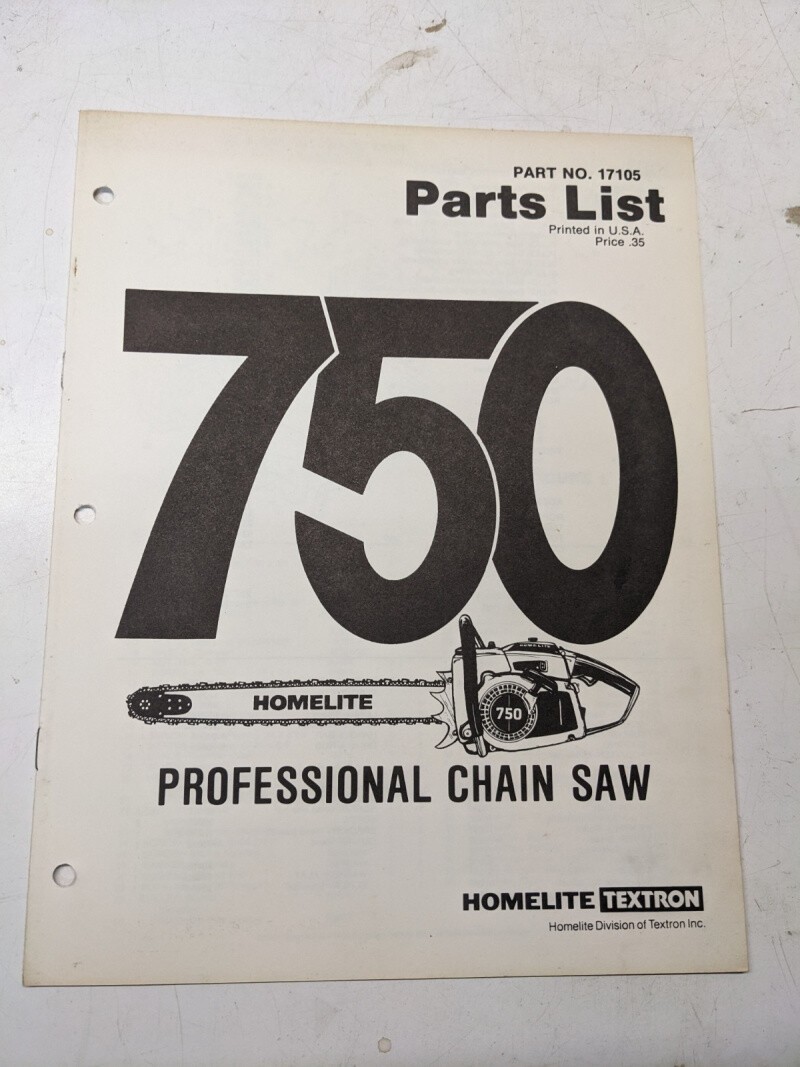 PART NO. 17105
Parts List
Printed in U.S.A.
Price .35
750
HOMELITE
HOMELITE
750
PROFESSIONAL CHAIN SAW
HOMELITE TEXTRON
Homelite Division of Textron Inc.